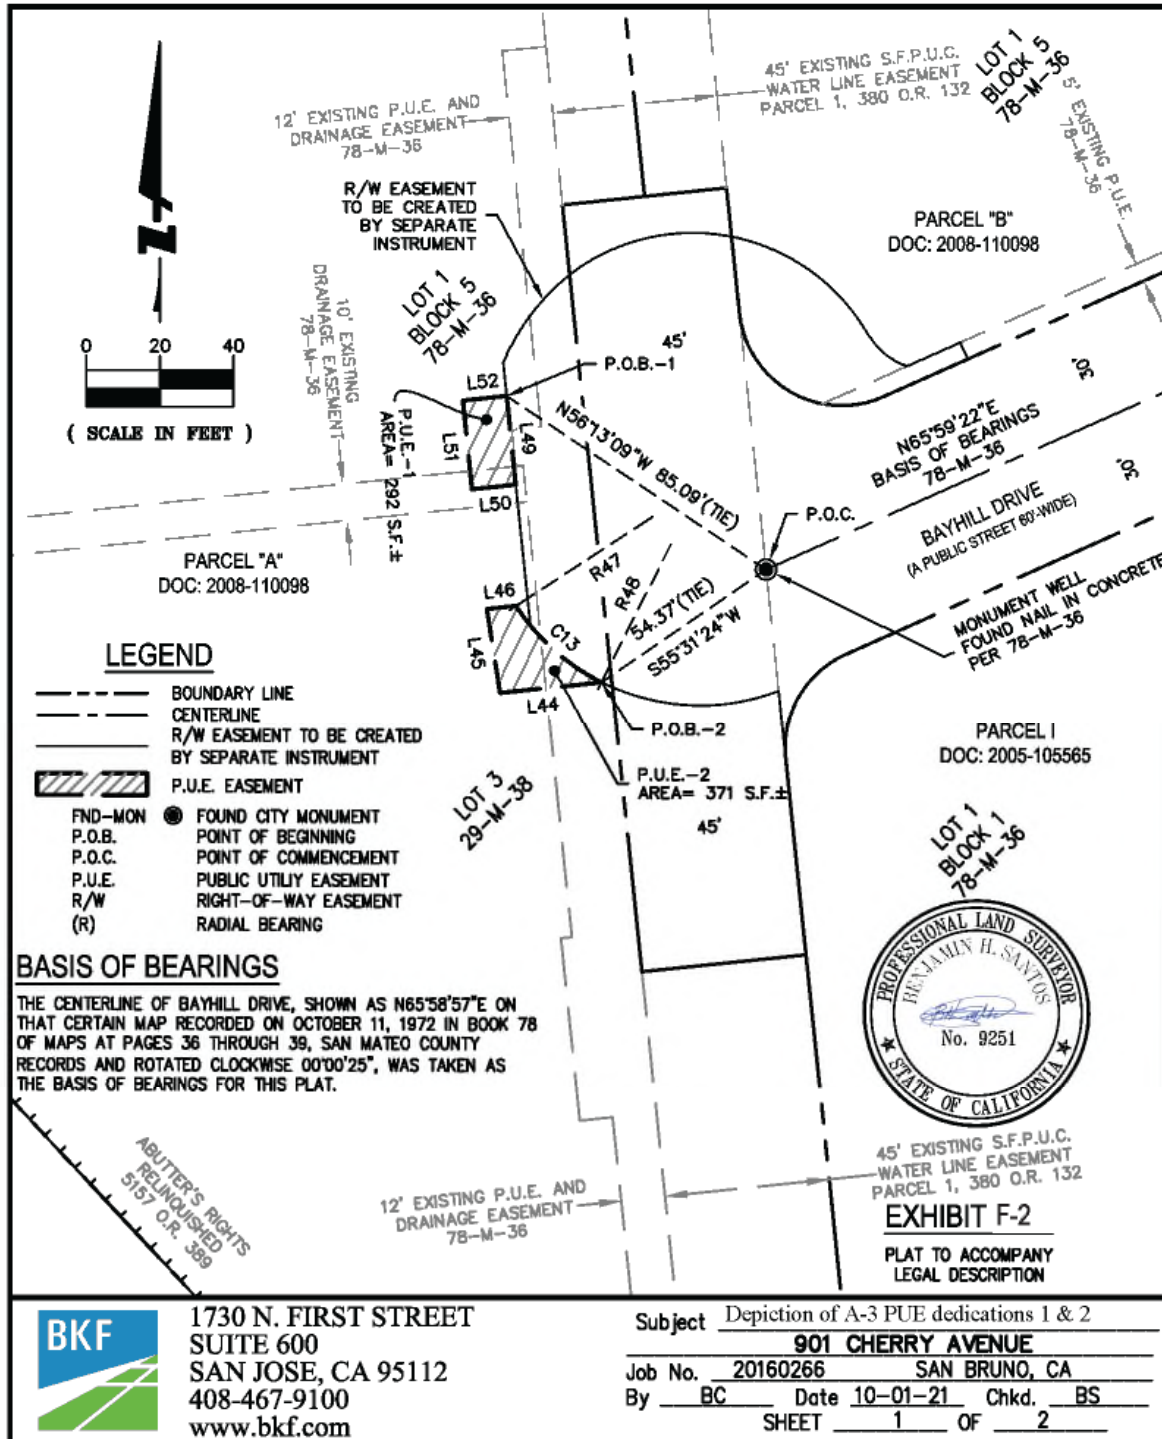 45' EXISTING S.F.P.U.C.
WATER LINE EASEMENT
PARCEL 1, 380 O.R. 132
LOT 1
BLOCK 5
78-M-36
5' EXISTING P.U.E.
78-M-36
12' EXISTING P.U.E. AND
DRAINAGE EASEMENT
78-M-36
R/W EASEMENT
TO BE CREATED
BY SEPARATE
INSTRUMENT
PARCEL "B"
DOC: 2008-110098
LOT 1
BLOCK 5
78-M-36
10' EXISTING
DRAINAGE EASEMENT
78-M-36
0 20 40
( SCALE IN FEET )
45'
P.O.B.-1
L52
L49
L51
L50
P.U.E.-1
AREA= 292 S.F.±
N56°13'09"W 85.09'(TIE)
30'
N65°59'22"E
BASIS OF BEARINGS
78-M-36
30'
BAYHILL DRIVE
(A PUBLIC STREET 60'-WIDE)
P.O.C.
MONUMENT WELL
FOUND NAIL IN CONCRETE
PER 78-M-36
PARCEL "A"
DOC: 2008-110098
R47
R48
54.37'(TIE)
S55°31'24"W
L46
C13
L45
L44
P.O.B.-2
P.U.E.-2
AREA= 371 S.F.±
45'
PARCEL I
DOC: 2005-105565
LOT 3
29-M-38
LOT 1
BLOCK 1
78-M-36
LEGEND
BOUNDARY LINE
CENTERLINE
R/W EASEMENT TO BE CREATED
BY SEPARATE INSTRUMENT
P.U.E. EASEMENT
FND-MON FOUND CITY MONUMENT
P.O.B. POINT OF BEGINNING
P.O.C. POINT OF COMMENCEMENT
P.U.E. PUBLIC UTILIY EASEMENT
R/W RIGHT-OF-WAY EASEMENT
(R) RADIAL BEARING
BASIS OF BEARINGS
THE CENTERLINE OF BAYHILL DRIVE, SHOWN AS N65°58'57"E ON
THAT CERTAIN MAP RECORDED ON OCTOBER 11, 1972 IN BOOK 78
OF MAPS AT PAGES 36 THROUGH 39, SAN MATEO COUNTY
RECORDS AND ROTATED CLOCKWISE 00°00'25", WAS TAKEN AS
THE BASIS OF BEARINGS FOR THIS PLAT.
PROFESSIONAL LAND SURVEYOR
BENJAMIN H. SANTOS
No. 9251
STATE OF CALIFORNIA
ABUTTER'S RIGHTS
RELINQUISHED
5157 O.R. 389
12' EXISTING P.U.E. AND
DRAINAGE EASEMENT
78-M-36
45' EXISTING S.F.P.U.C.
WATER LINE EASEMENT
PARCEL 1, 380 O.R. 132
EXHIBIT F-2
PLAT TO ACCOMPANY
LEGAL DESCRIPTION
BKF
1730 N. FIRST STREET
SUITE 600
SAN JOSE, CA 95112
408-467-9100
www.bkf.com
Subject Depiction of A-3 PUE dedications 1 & 2
901 CHERRY AVENUE
Job No. 20160266 SAN BRUNO, CA
By BC Date 10-01-21 Chkd. BS
SHEET 1 OF 2